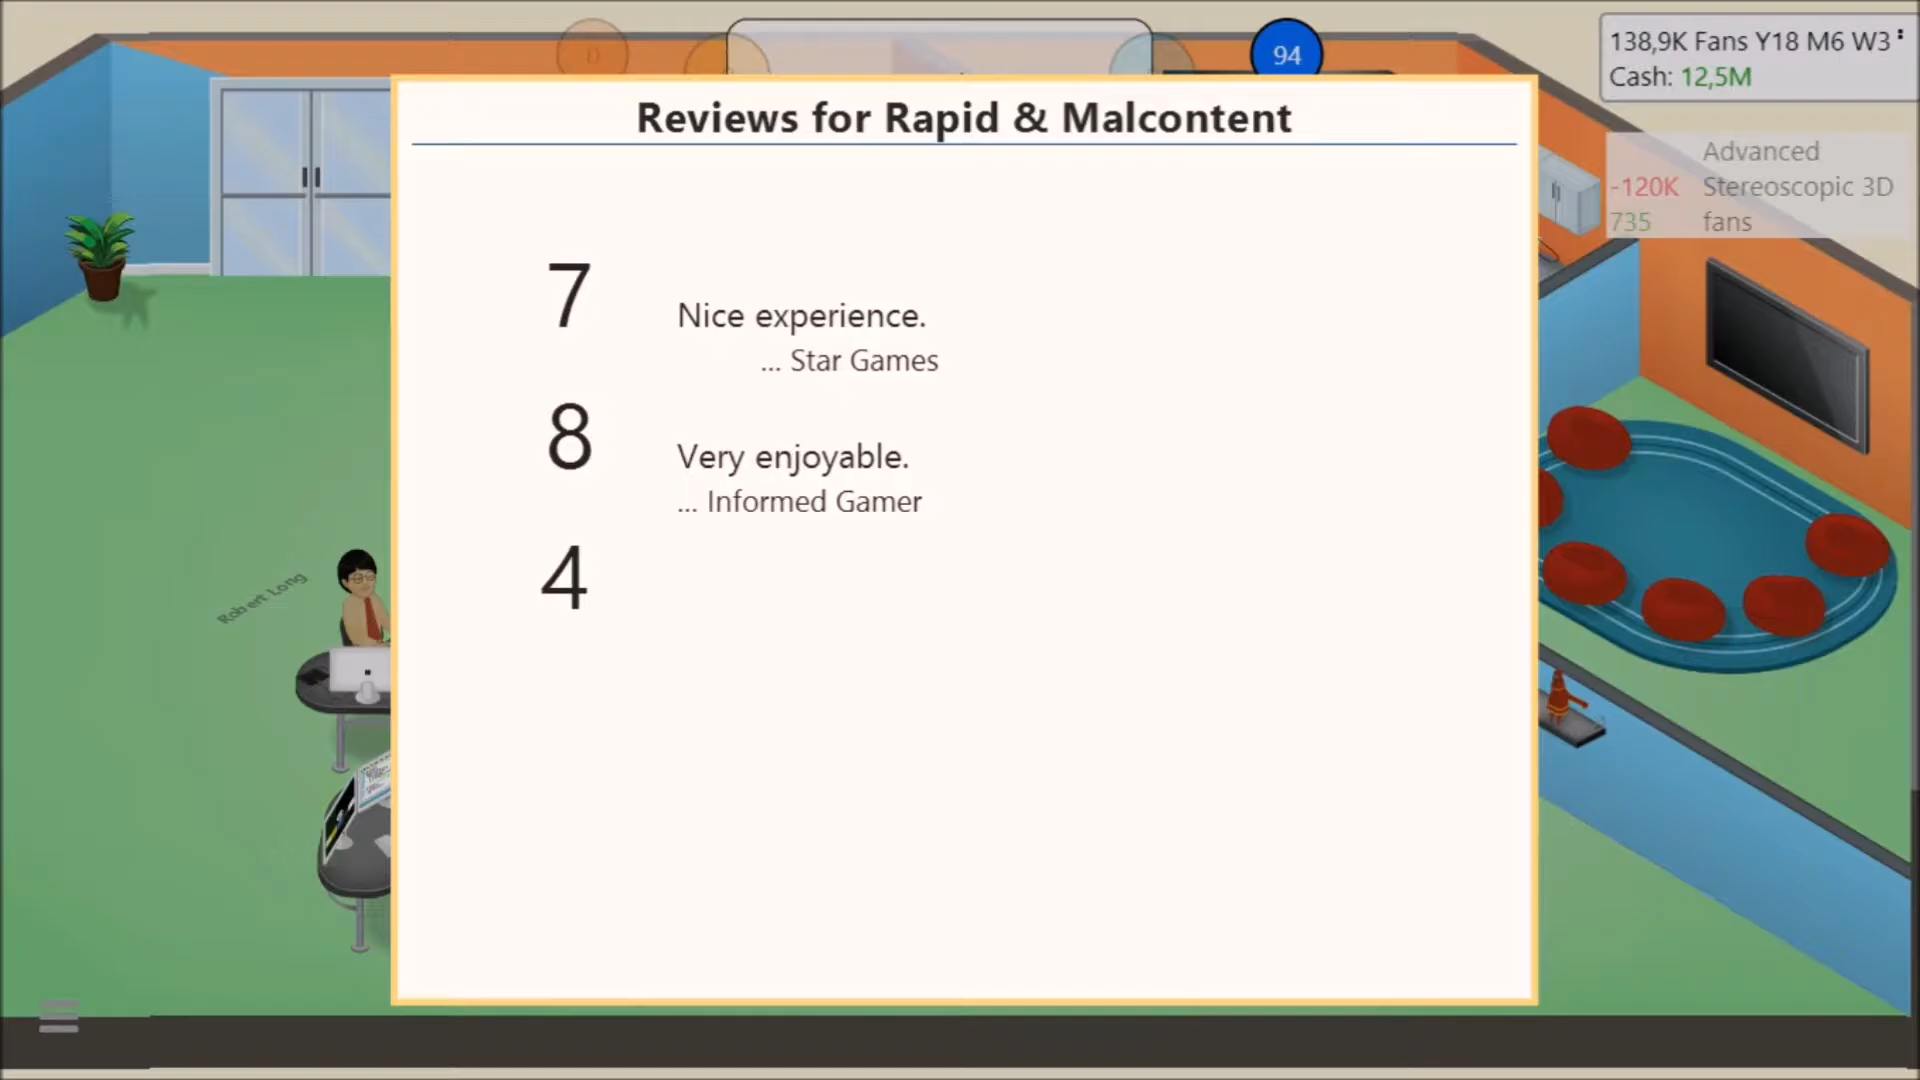 0
94
138,9K Fans Y18 M6 W3
Cash: 12,5M
Reviews for Rapid & Malcontent
Advanced
-120K Stereoscopic 3D
735 fans
7
Nice experience.
... Star Games
8
Very enjoyable.
... Informed Gamer
4
Robert Long